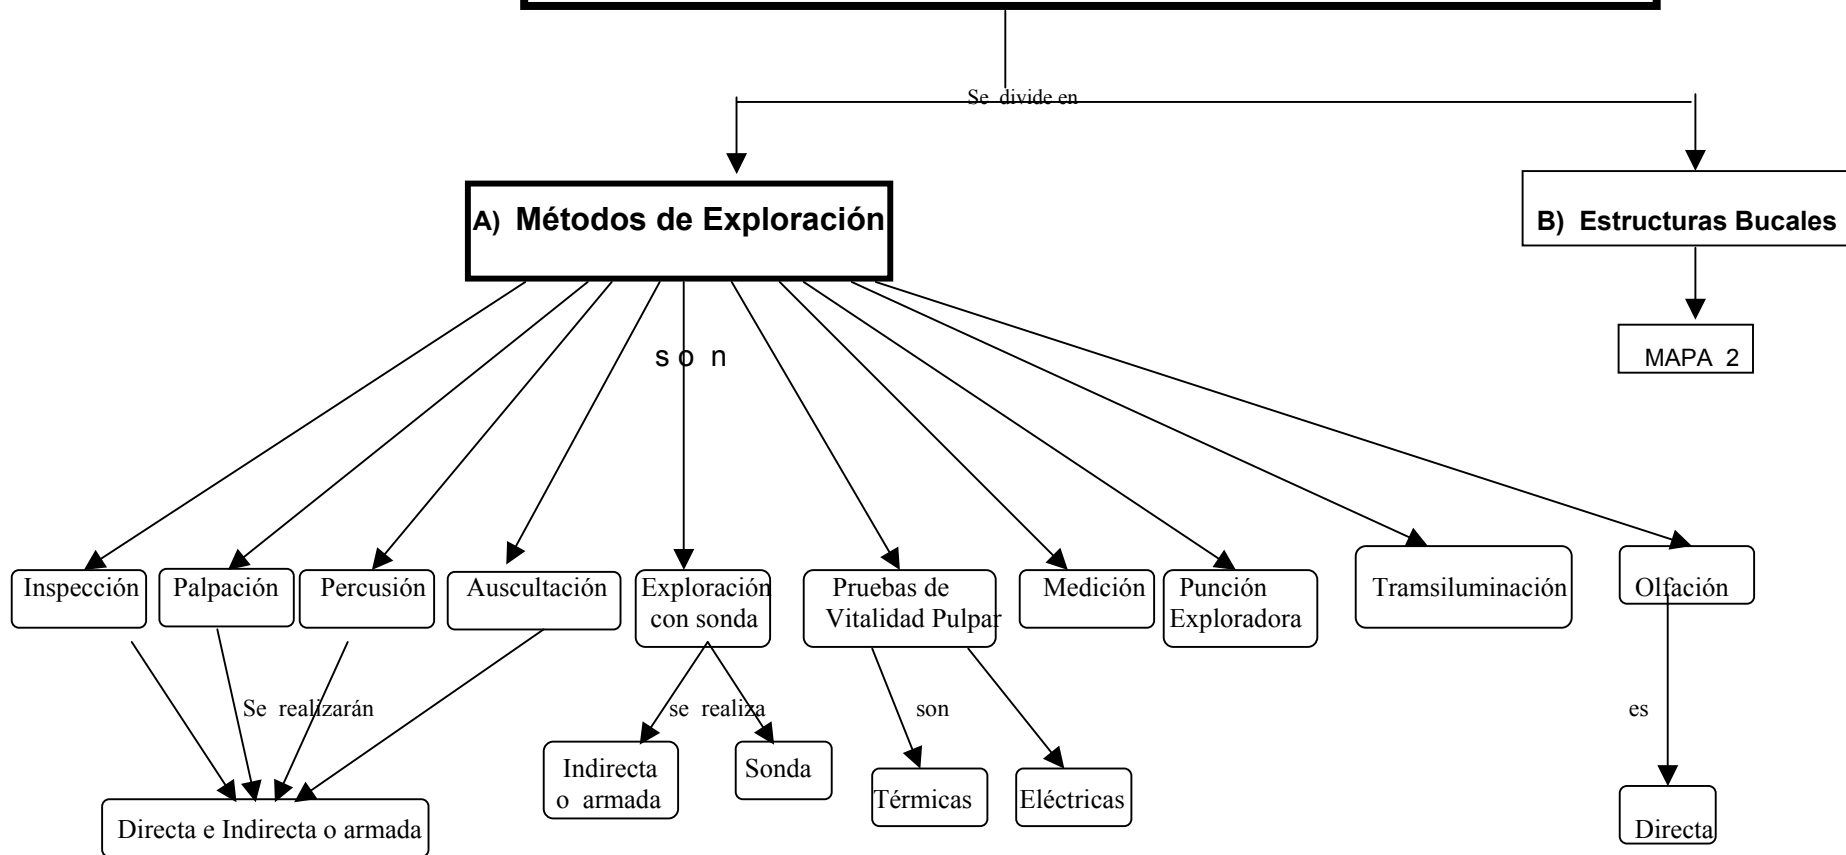 Se divide en
A) Métodos de Exploración
B) Estructuras Bucales
MAPA 2
s o n
Inspección
Palpación
Percusión
Auscultación
Exploración
con sonda
Pruebas de
Vitalidad Pulpar
Medición
Punción
Exploradora
Tramsiluminación
Olfación
Se realizarán
se realiza
son
es
Directa e Indirecta o armada
Indirecta
o armada
Sonda
Térmicas
Eléctricas
Directa